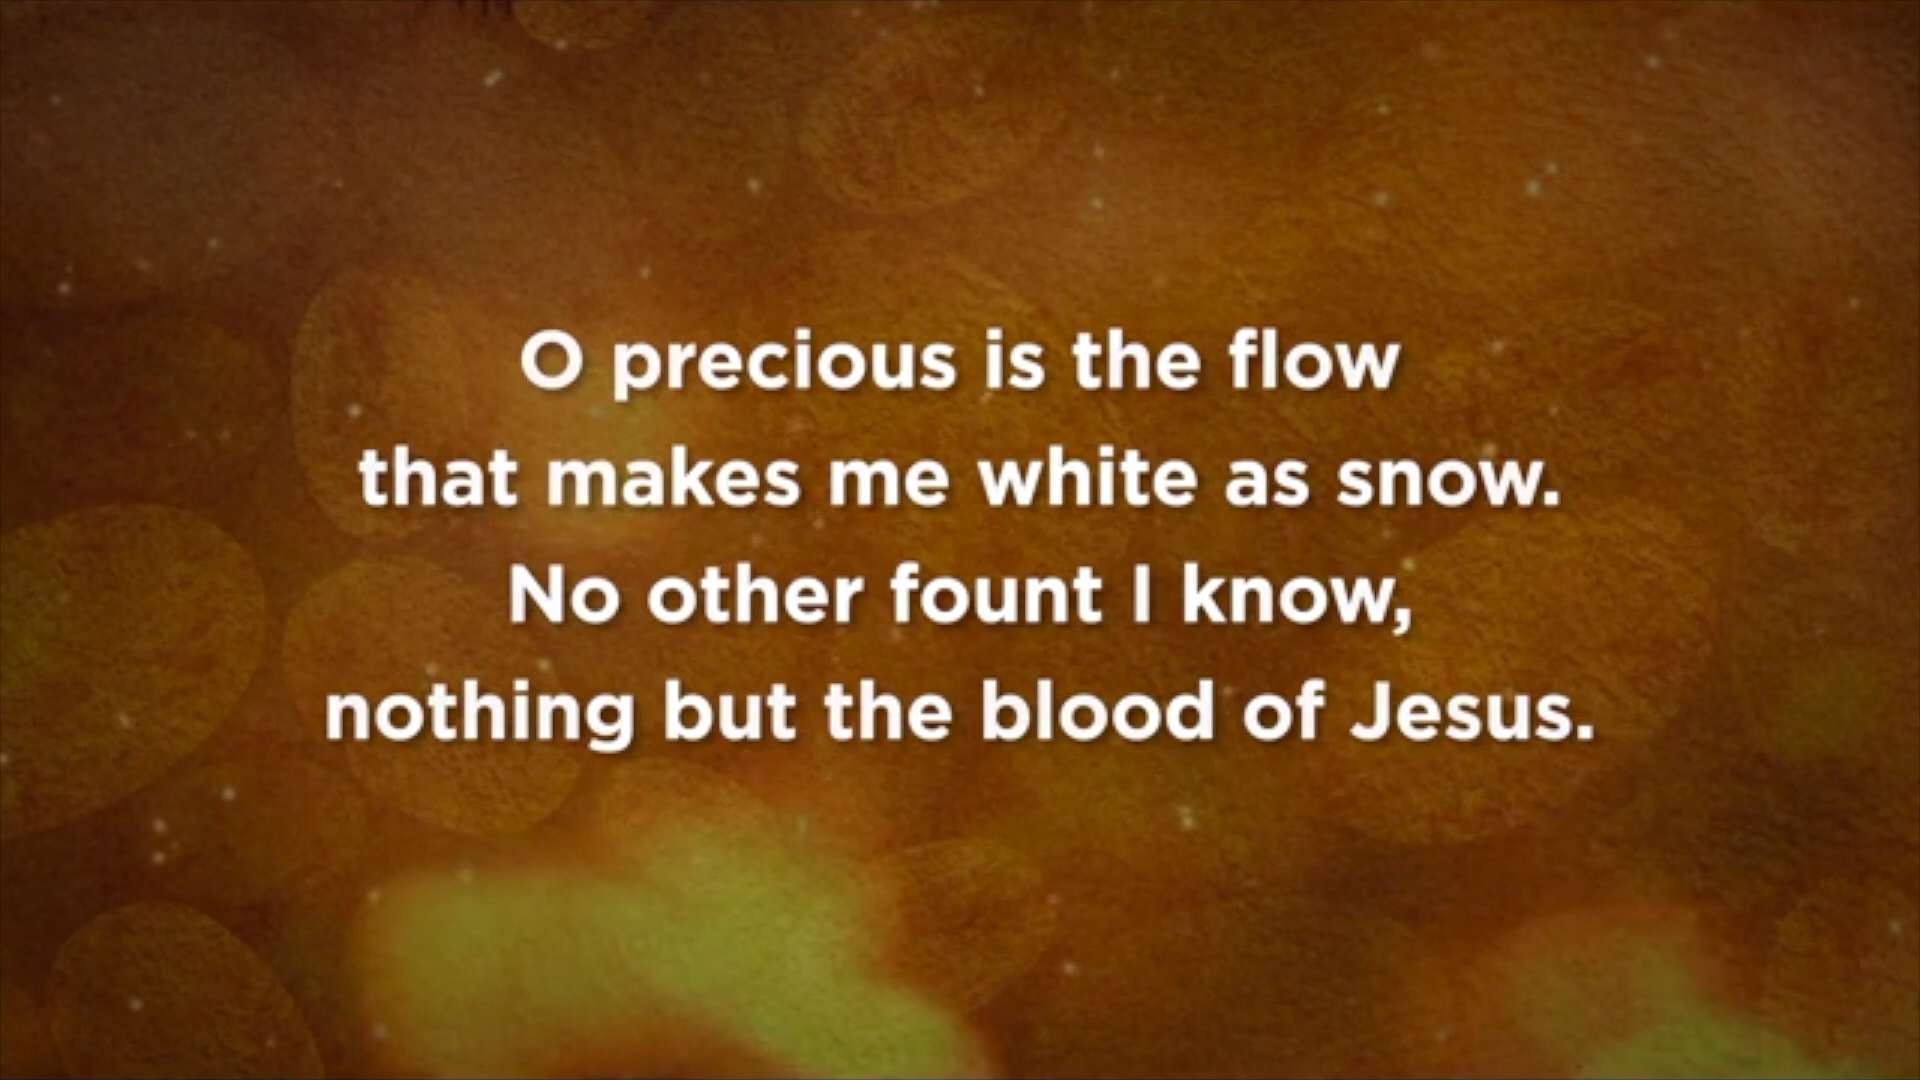 O precious is the flow
that makes me white as snow.
No other fount I know,
nothing but the blood of Jesus.